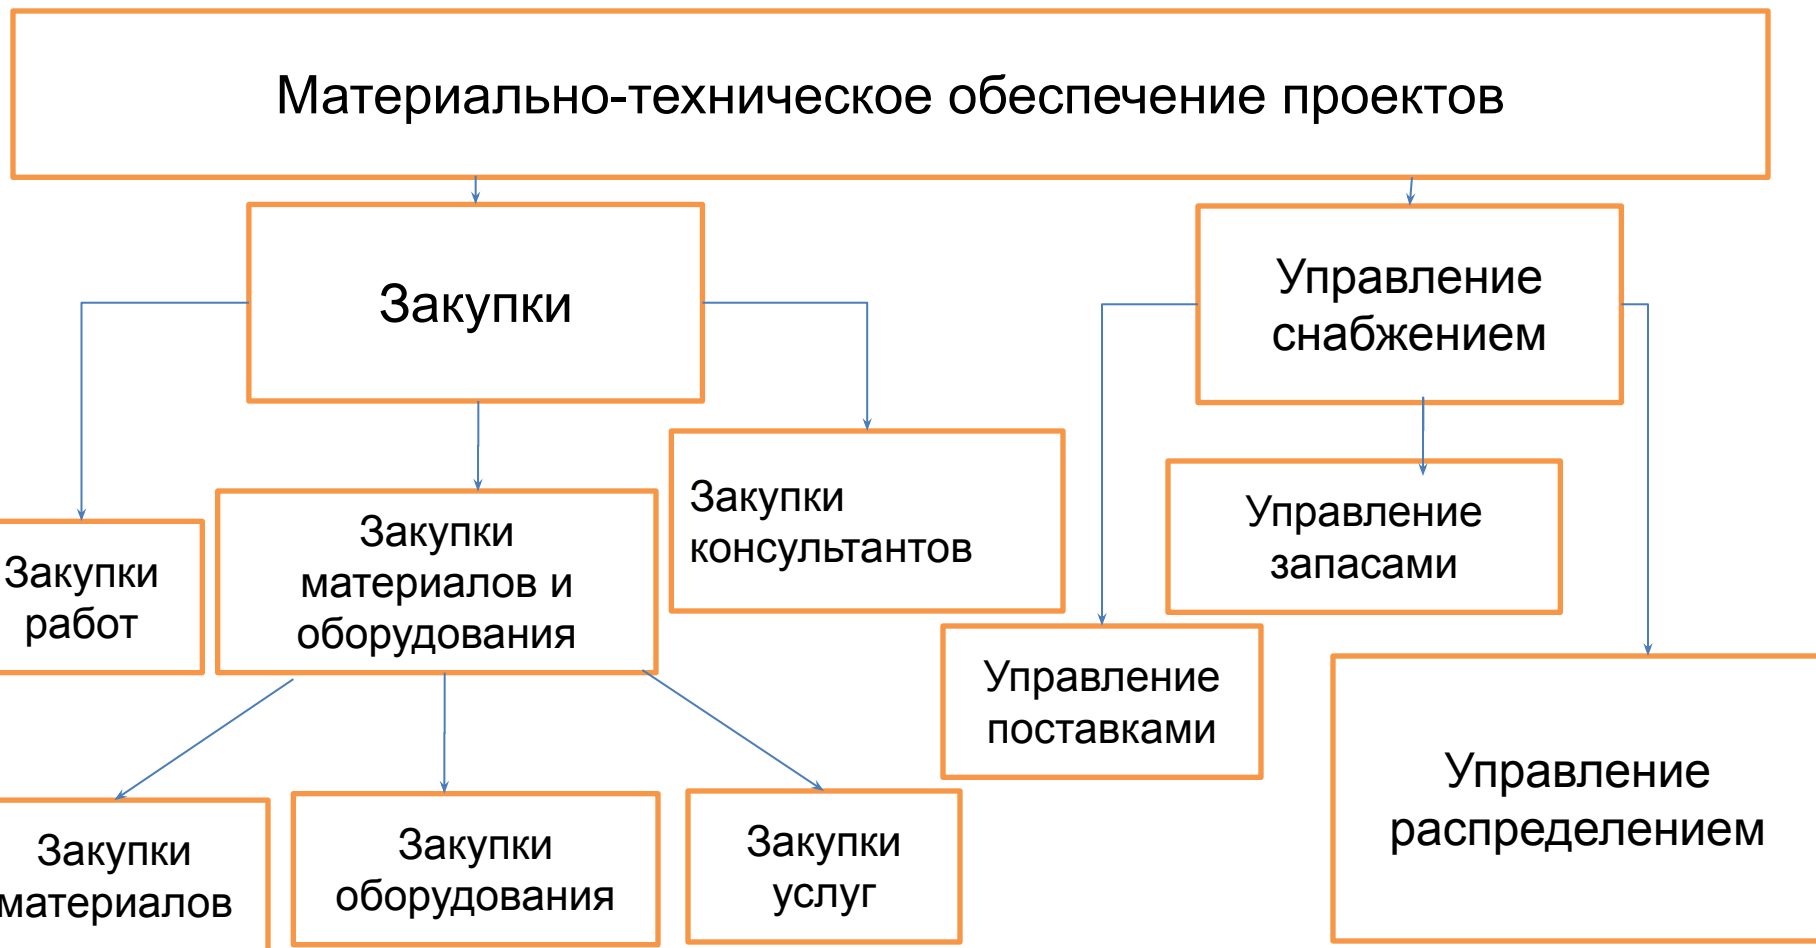 Материально-техническое обеспечение проектов
Закупки
Управление
снабжением
Закупки
работ
Закупки
материалов и
оборудования
Закупки
консультантов
Управление
поставками
Управление
запасами
Управление
распределением
Закупки
материалов
Закупки
оборудования
Закупки
услуг